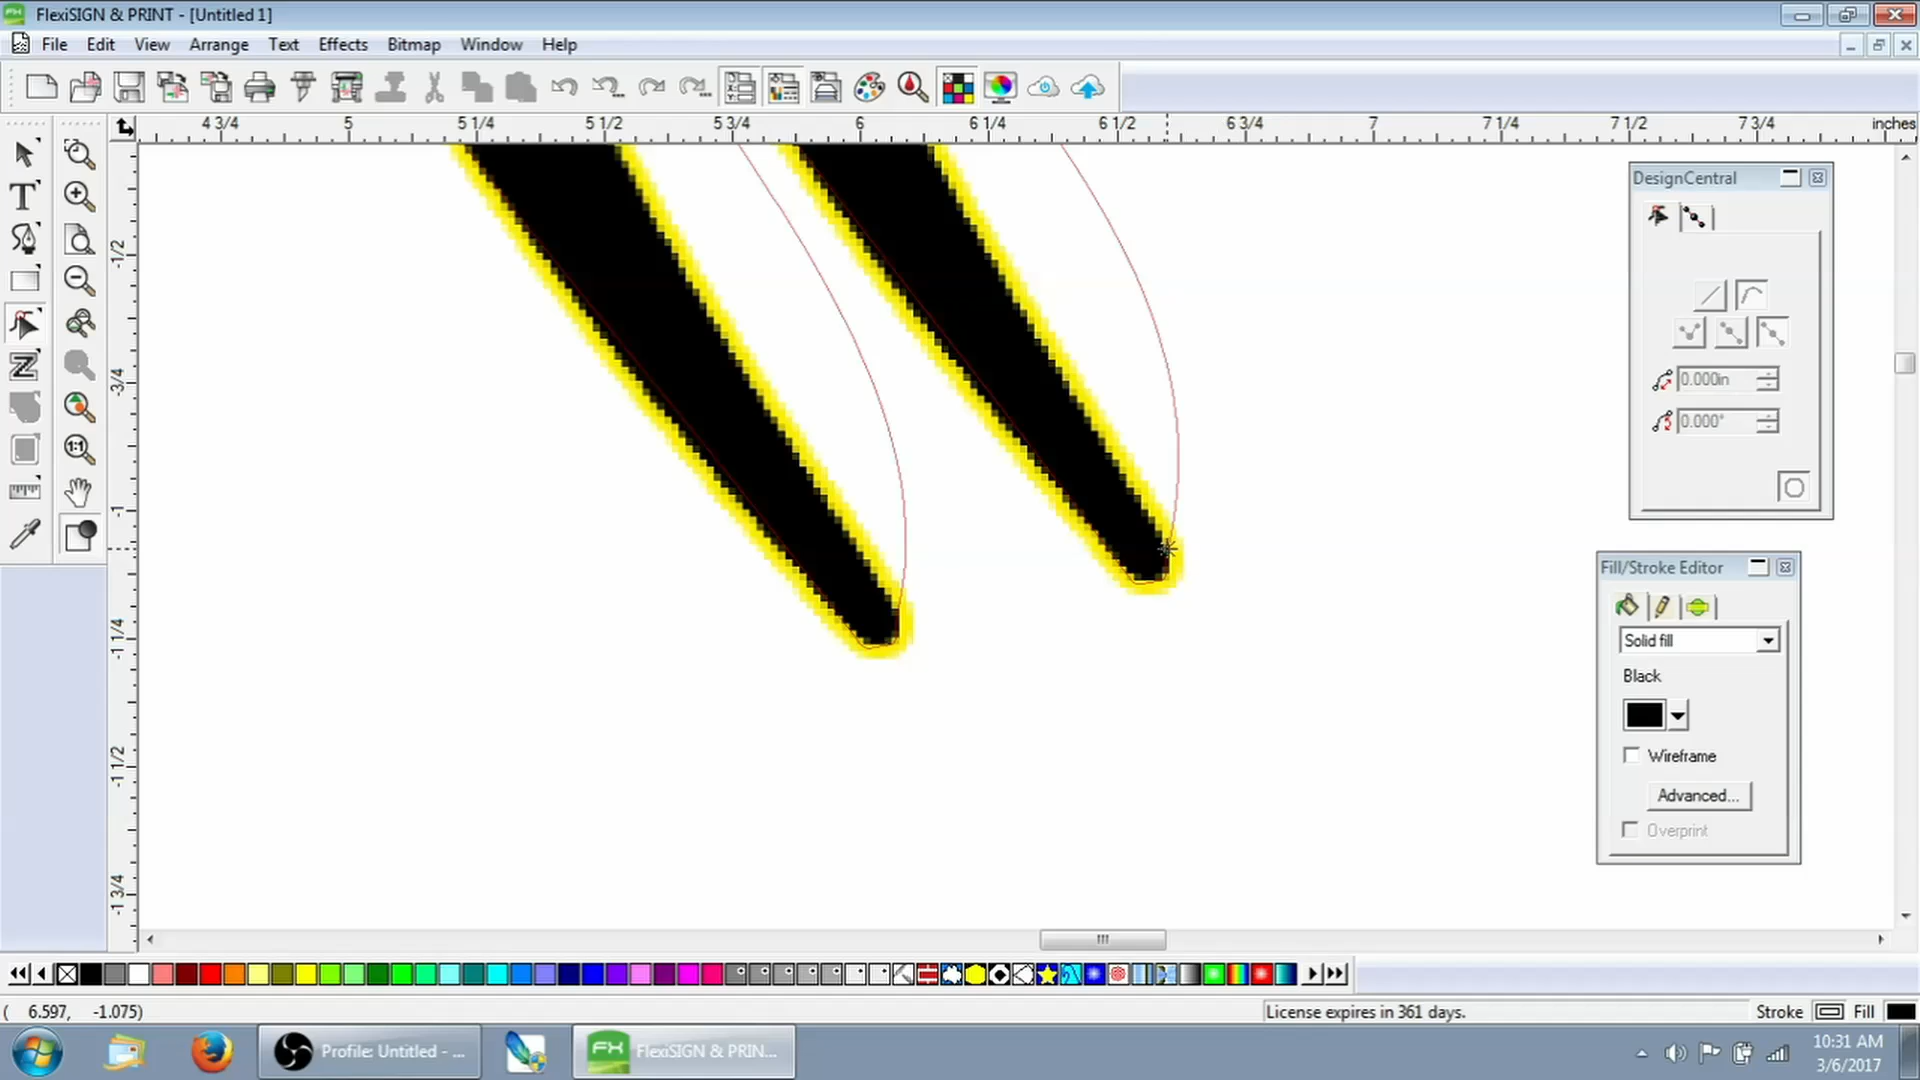 FlexiSIGN & PRINT - [Untitled 1]
File Edit View Arrange Text Effects Bitmap Window Help
4 3/4 5 5 1/4 5 1/2 5 3/4 6 6 1/4 6 1/2 6 3/4 7 7 1/4 7 1/2 7 3/4 inches
-1/2
-3/4
-1
-1 1/4
-1 1/2
-1 3/4
T
1:1
DesignCentral
0.000in
0.000°
Fill/Stroke Editor
Solid fill
Black
Wireframe
Advanced...
Overprint
( 6.597, -1.075)
License expires in 361 days.
Stroke Fill
Profile: Untitled - ...
FX FlexiSIGN & PRIN...
10:31 AM
3/6/2017